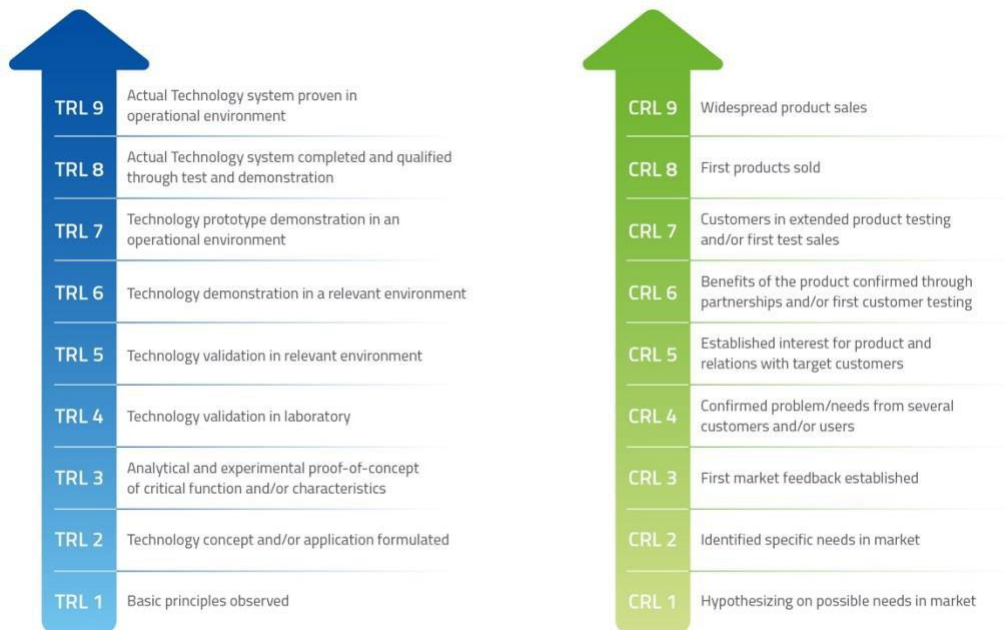 TRL 9
Actual Technology system proven in
operational environment
TRL 8
Actual Technology system completed and qualified
through test and demonstration
TRL 7
Technology prototype demonstration in an
operational environment
TRL 6
Technology demonstration in a relevant environment
TRL 5
Technology validation in relevant environment
TRL 4
Technology validation in laboratory
TRL 3
Analytical and experimental proof-of-concept
of critical function and/or characteristics
TRL 2
Technology concept and/or application formulated
TRL 1
Basic principles observed
CRL 9
Widespread product sales
CRL 8
First products sold
CRL 7
Customers in extended product testing
and/or first test sales
CRL 6
Benefits of the product confirmed through
partnerships and/or first customer testing
CRL 5
Established interest for product and
relations with target customers
CRL 4
Confirmed problem/needs from several
customers and/or users
CRL 3
First market feedback established
CRL 2
Identified specific needs in market
CRL 1
Hypothesizing on possible needs in market